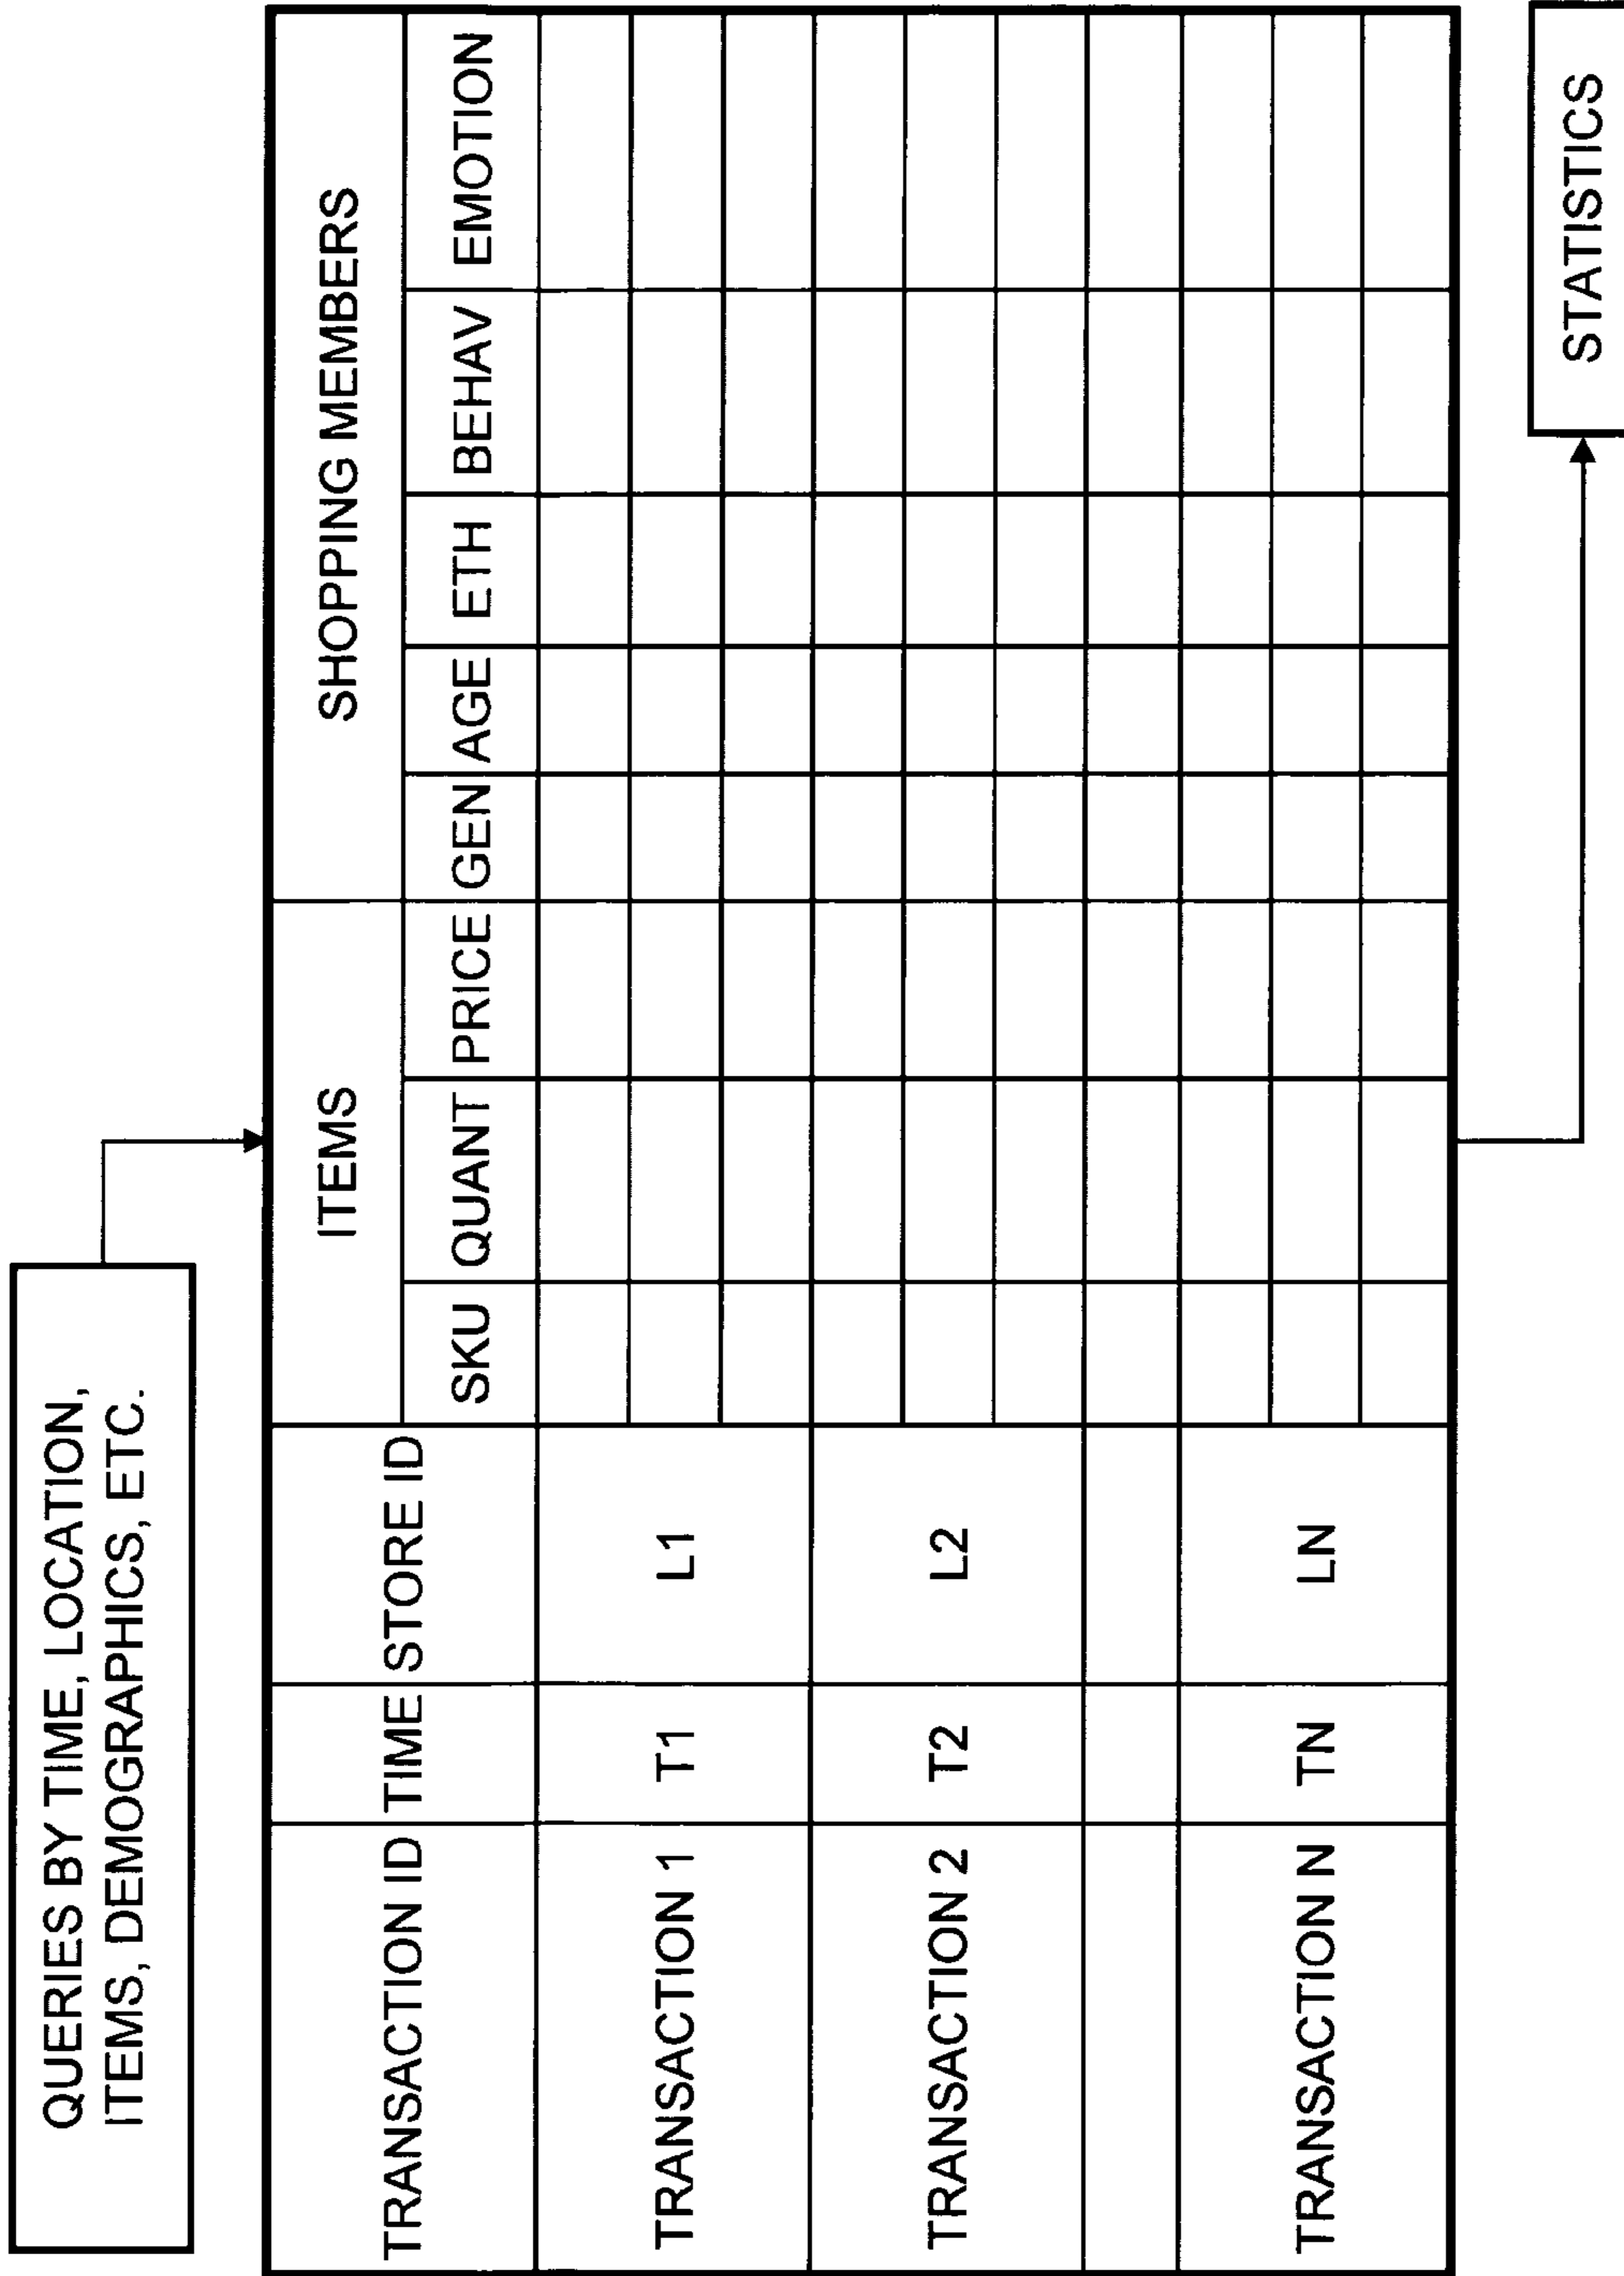 QUERIES BY TIME, LOCATION,
ITEMS, DEMOGRAPHICS, ETC.
TRANSACTION ID TIME STORE ID ITEMS SHOPPING MEMBERS
SKU QUANT PRICE GEN AGE ETH BEHAV EMOTION
TRANSACTION 1 T1 L1
TRANSACTION 2 T2 L2
TRANSACTION N TN LN
STATISTICS